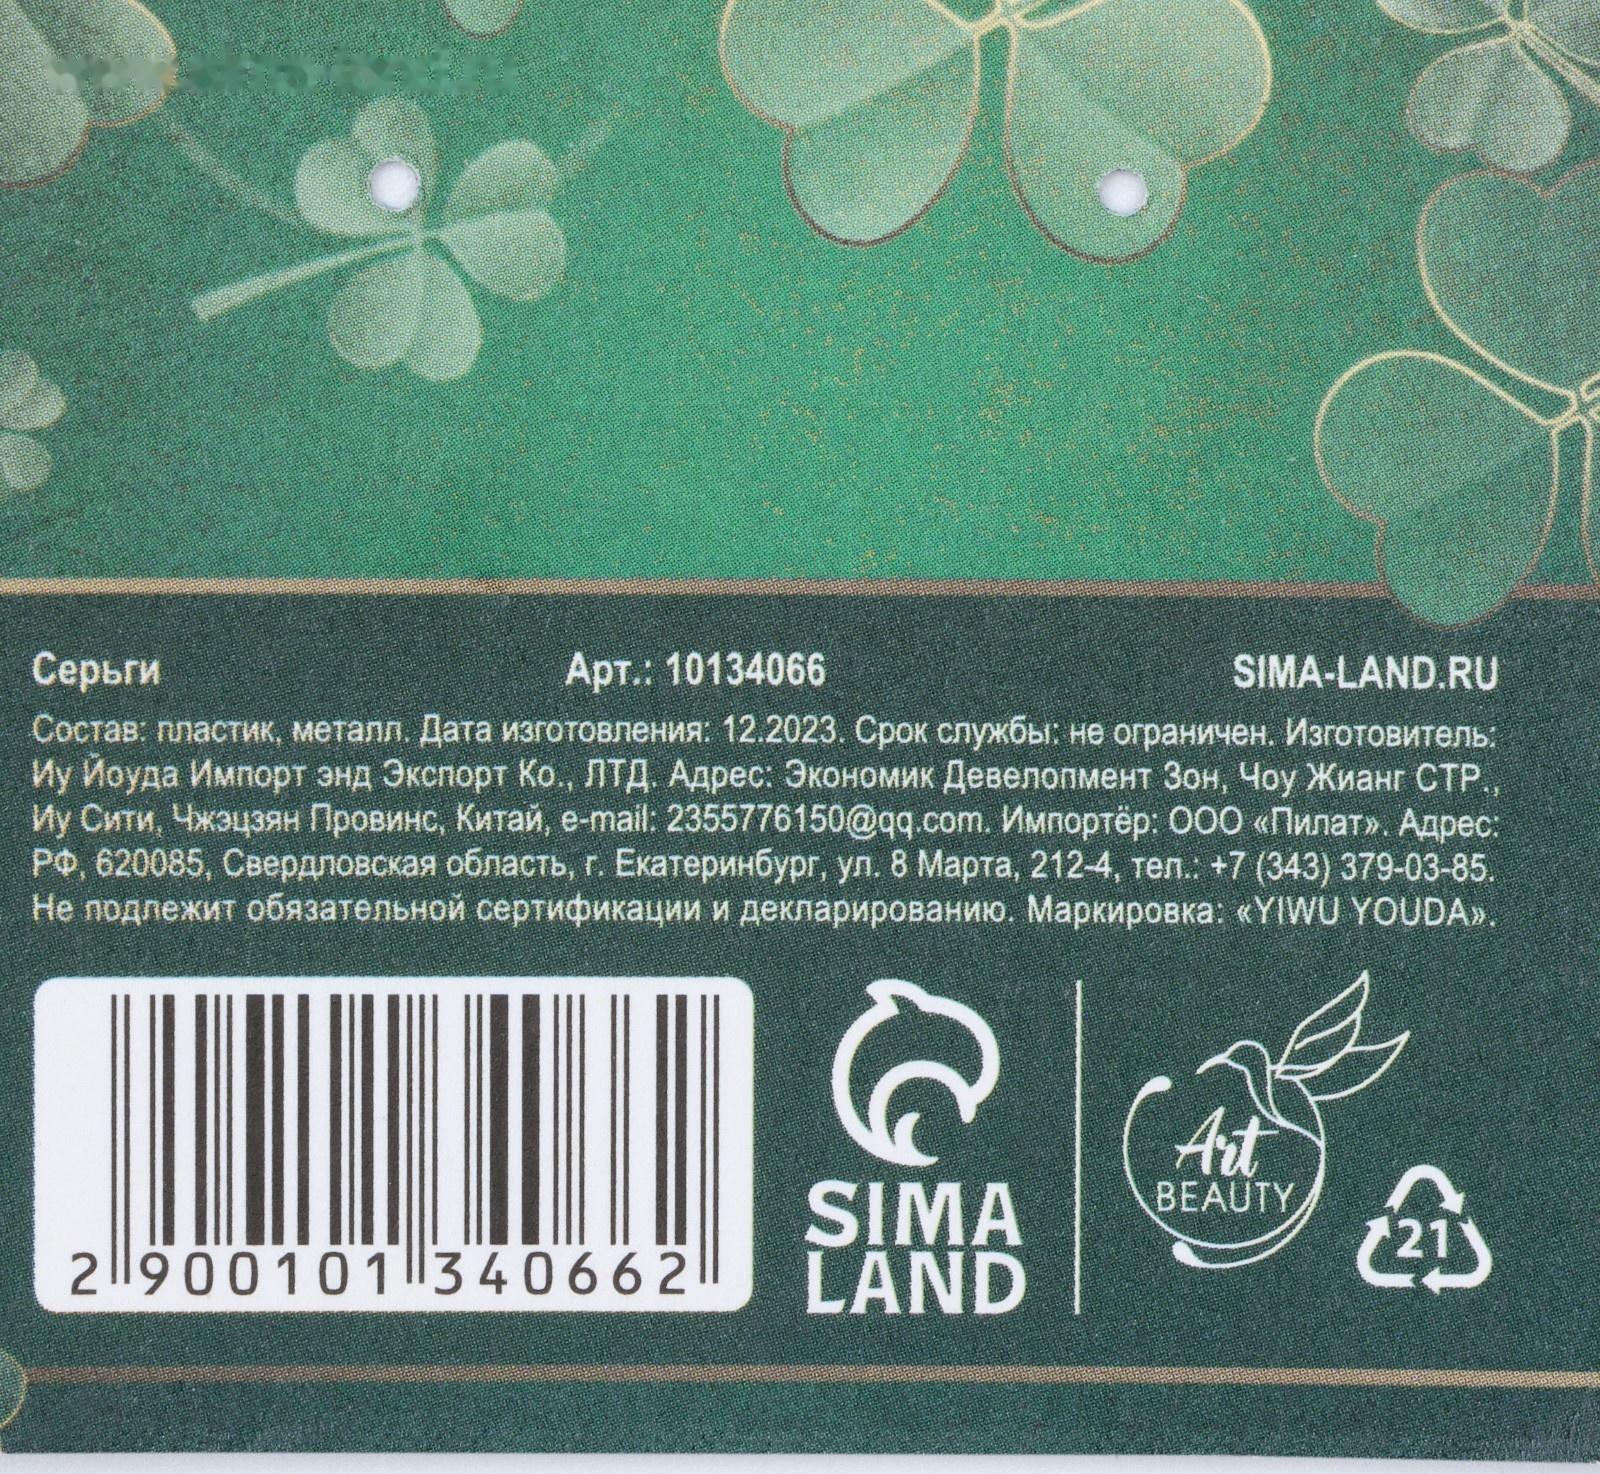 Серьги Арт.: 10134066 SIMA-LAND.RU
Состав: пластик, металл. Дата изготовления: 12.2023. Срок службы: не ограничен. Изготовитель:
Иу Йоуда Импорт энд Экспорт Ко., ЛТД. Адрес: Экономик Девелопмент Зон, Чоу Жианг СТР.,
Иу Сити, Чжэцзян Провинс, Китай, e-mail: 2355776150@qq.com. Импортёр: ООО «Пилат». Адрес:
РФ, 620085, Свердловская область, г. Екатеринбург, ул. 8 Марта, 212-4, тел.: +7 (343) 379-03-85.
Не подлежит обязательной сертификации и декларированию. Маркировка: «YIWU YOUDA».
2 900101 340662
SIMA
LAND
Art
BEAUTY
21